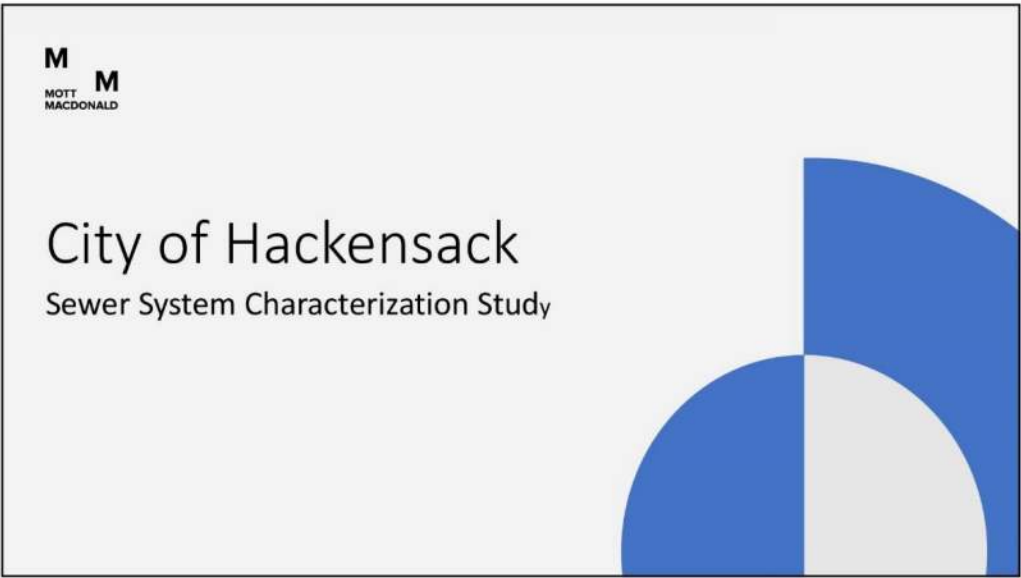 M
M
MOTT
MACDONALD
City of Hackensack
Sewer System Characterization Study